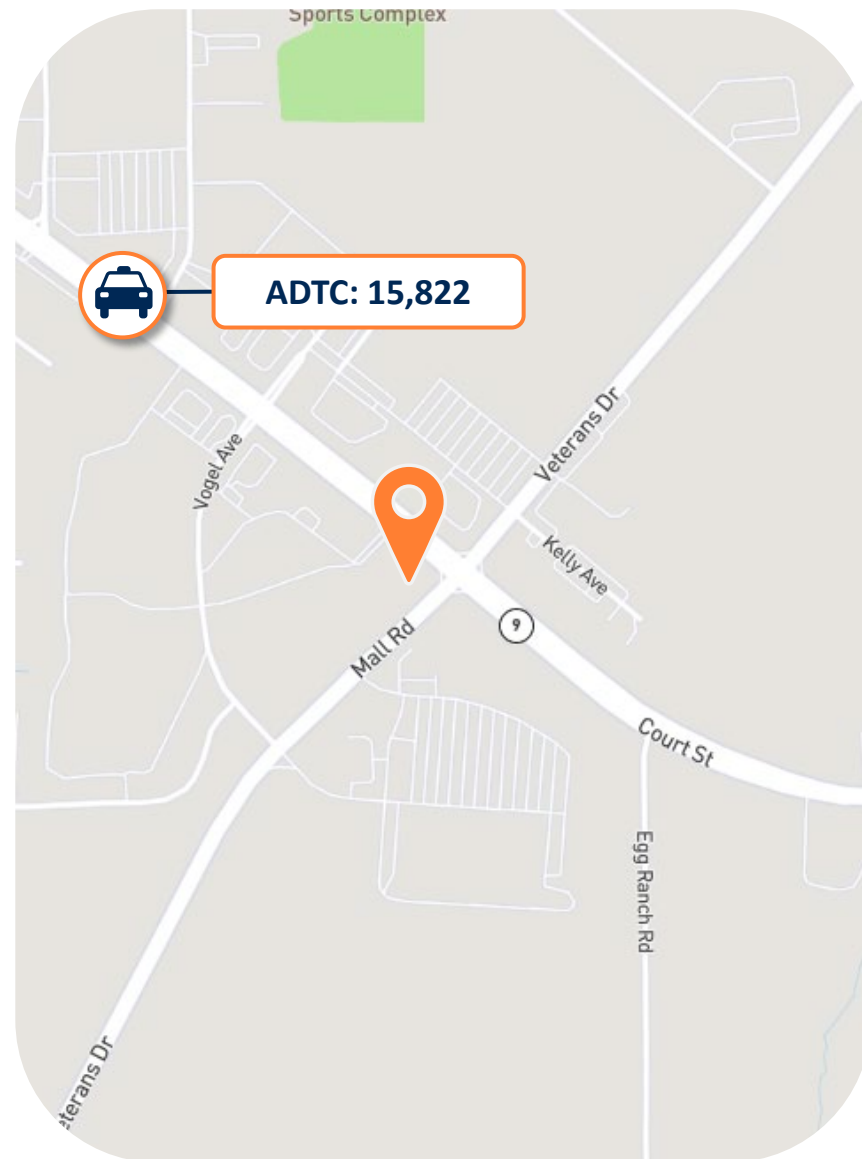 Sports Complex
ADTC: 15,822
Veterans Dr
Vogel Ave
Kelly Ave
9
Mall Rd
Court St
Egg Ranch Rd
eterans Dr